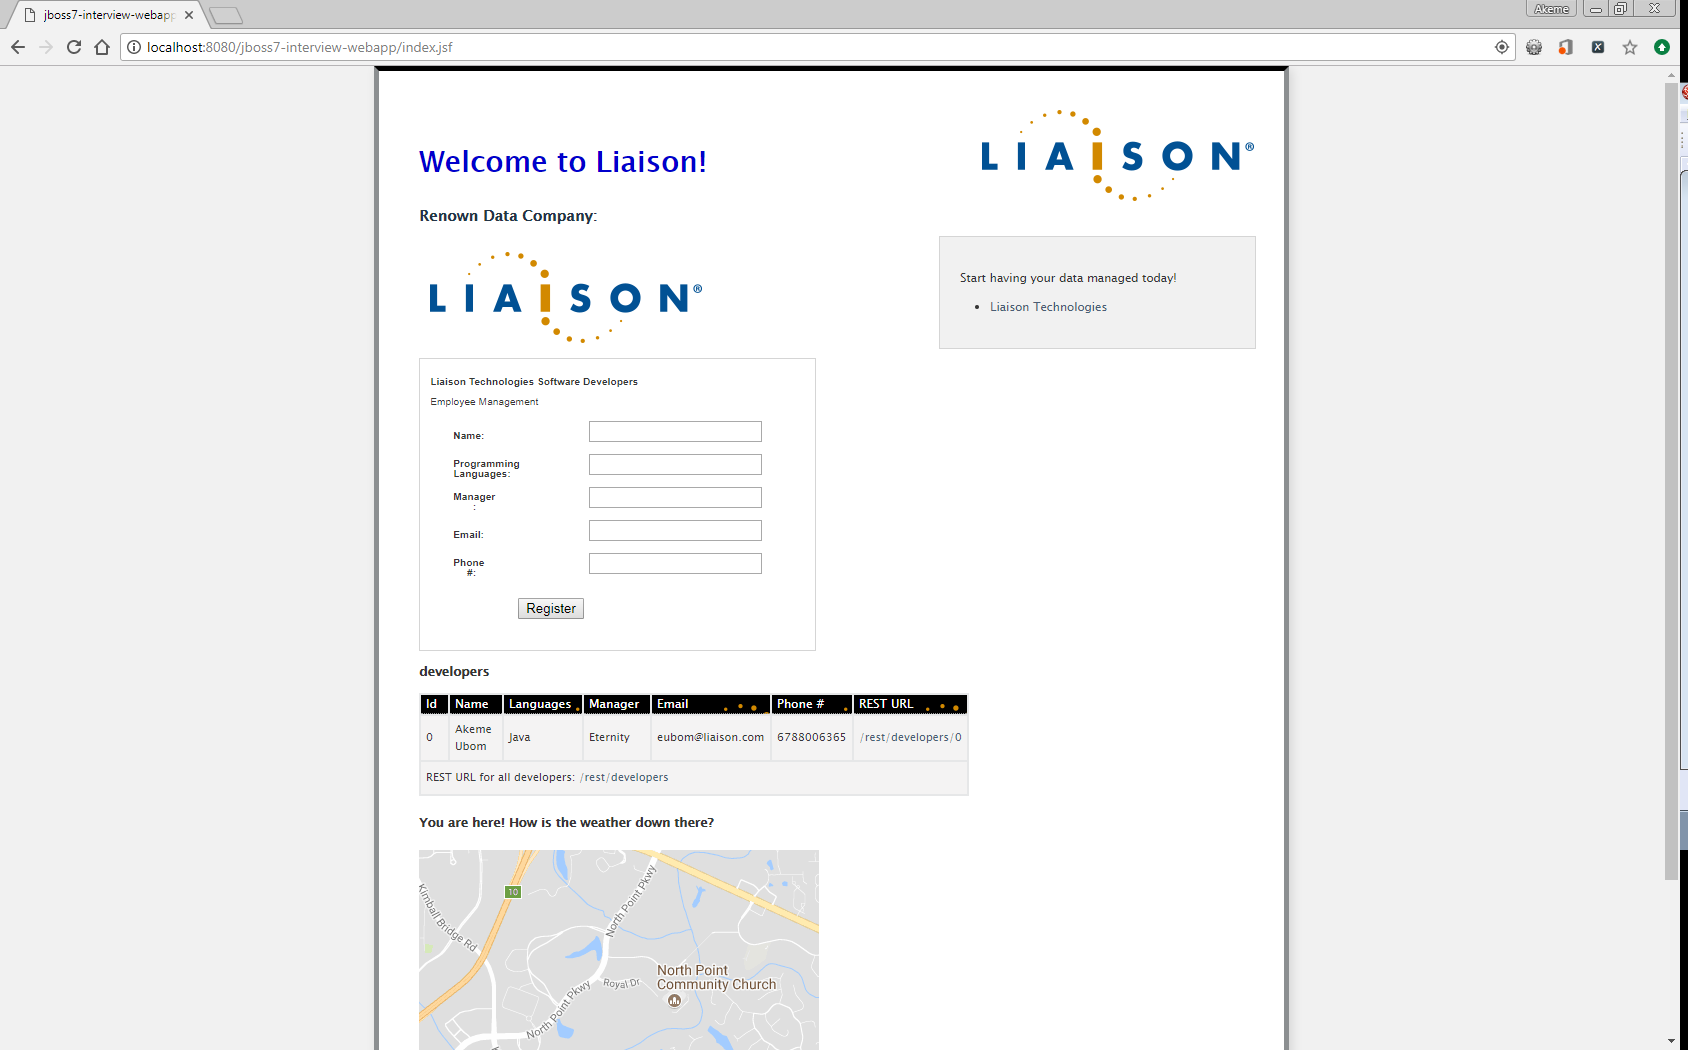 jboss7-interview-webapp
Akeme
localhost:8080/jboss7-interview-webapp/index.jsf
LIAISON®
Welcome to Liaison!
Renown Data Company:
LIAISON®
Start having your data managed today!
Liaison Technologies
Liaison Technologies Software Developers
Employee Management
Name:
Programming
Languages:
Manager
:
Email:
Phone
#:
Register
developers
Id Name Languages Manager Email Phone # REST URL
0 Akeme Ubom Java Eternity eubom@liaison.com 6788006365 /rest/developers/0
REST URL for all developers: /rest/developers
You are here! How is the weather down there?
10
Kimball Bridge Rd
North Point Pkwy
North Point
Community Church
Royal Dr
North Point Pkwy